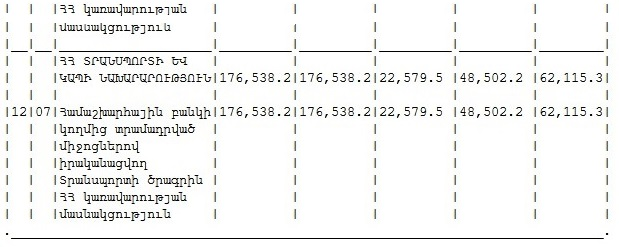 ՀՀ կառավարության
մասնակցություն
ՀՀ ՏՐԱՆՍՊՈՐՏԻ ԵՎ
ԿԱՊԻ ՆԱԽԱՐԱՐՈՒԹՅՈՒՆ|176,538.2|176,538.2|22,579.5 |48,502.2 |62,115.3|
|12|07|Համաշխարհային բանկի|176,538.2|176,538.2|22,579.5 |48,502.2 |62,115.3|
կողմից տրամադրված
միջոցներով
իրականացվող
Տրանսպորտի ծրագրին
ՀՀ կառավարության
մասնակցություն